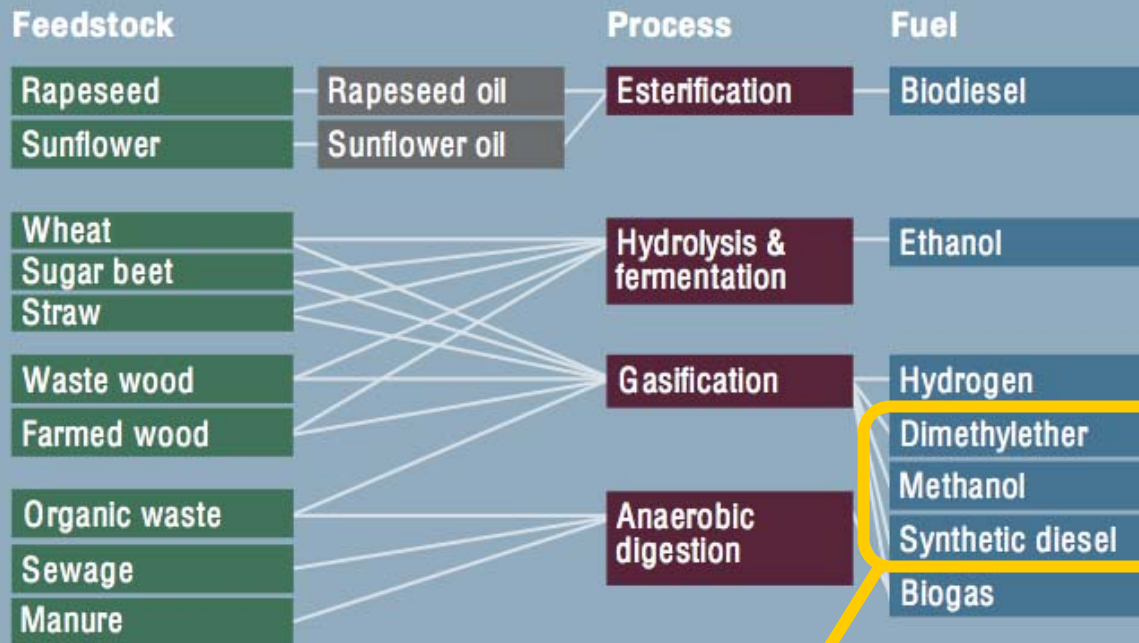 Feedstock
Process
Fuel
Rapeseed
Rapeseed oil
Esterification
Biodiesel
Sunflower
Sunflower oil
Wheat
Sugar beet
Straw
Hydrolysis &
fermentation
Ethanol
Waste wood
Farmed wood
Gasification
Hydrogen
Dimethylether
Methanol
Synthetic diesel
Organic waste
Sewage
Manure
Anaerobic
digestion
Biogas